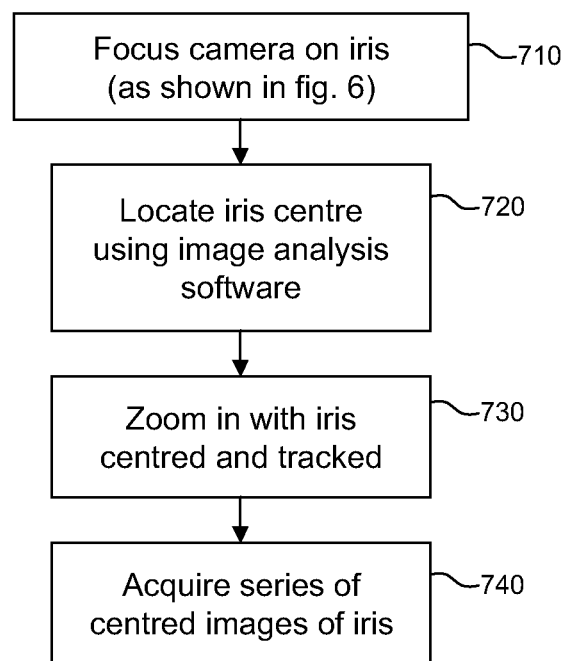 Focus camera on iris
(as shown in fig. 6)
710
Locate iris centre
using image analysis
software
720
Zoom in with iris
centred and tracked
730
Acquire series of
centred images of iris
740